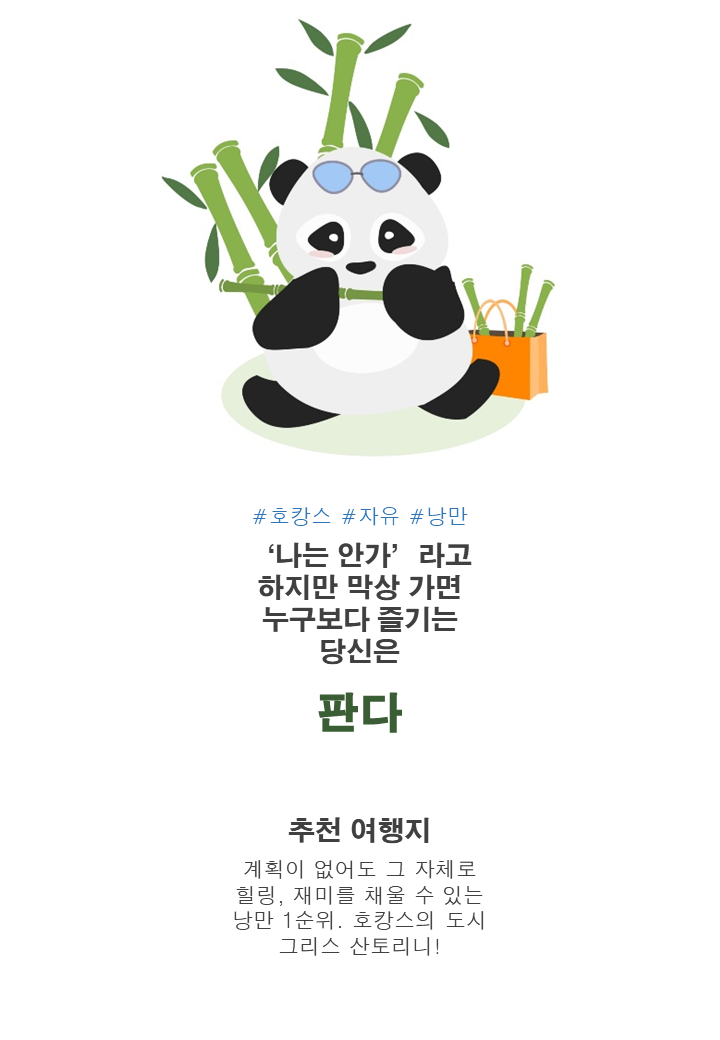 #호캉스 #자유 #낭만
‘나는 안가’ 라고
하지만 막상 가면
누구보다 즐기는
당신은
판다
추천 여행지
계획이 없어도 그 자체로
힐링, 재미를 채울 수 있는
낭만 1순위. 호캉스의 도시
그리스 산토리니!